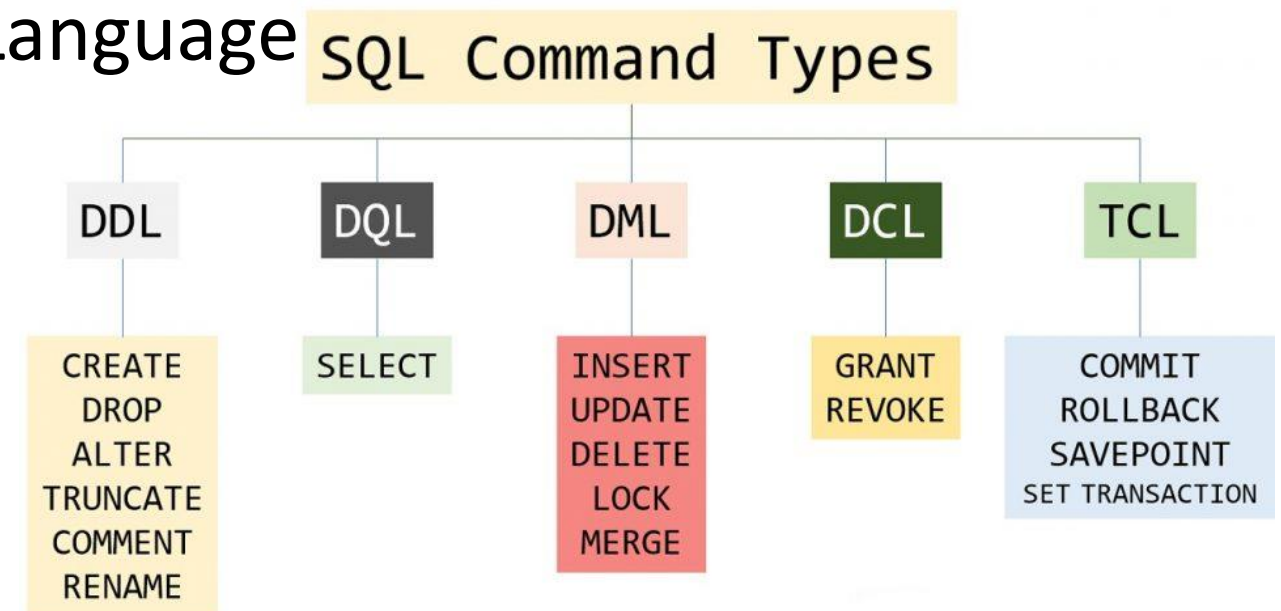 Language
SQL Command Types
DDL
DQL
DML
DCL
TCL
CREATE
DROP
ALTER
TRUNCATE
COMMENT
RENAME
SELECT
INSERT
UPDATE
DELETE
LOCK
MERGE
GRANT
REVOKE
COMMIT
ROLLBACK
SAVEPOINT
SET TRANSACTION